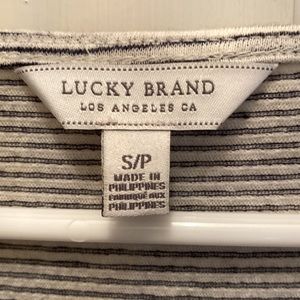 LUCKY BRAND
LOS ANGELES CA
S/P
MADE IN
PHILIPPINES
FABRIQUÉ AUX
PHILIPPINES